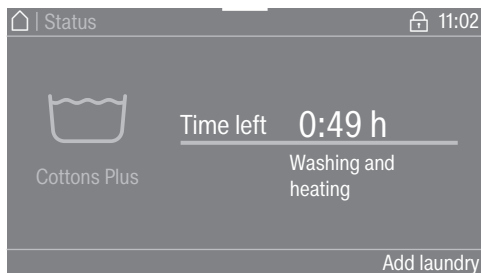 | Status
11:02
Time left 0:49 h
Washing and
heating
Cottons Plus
Add laundry